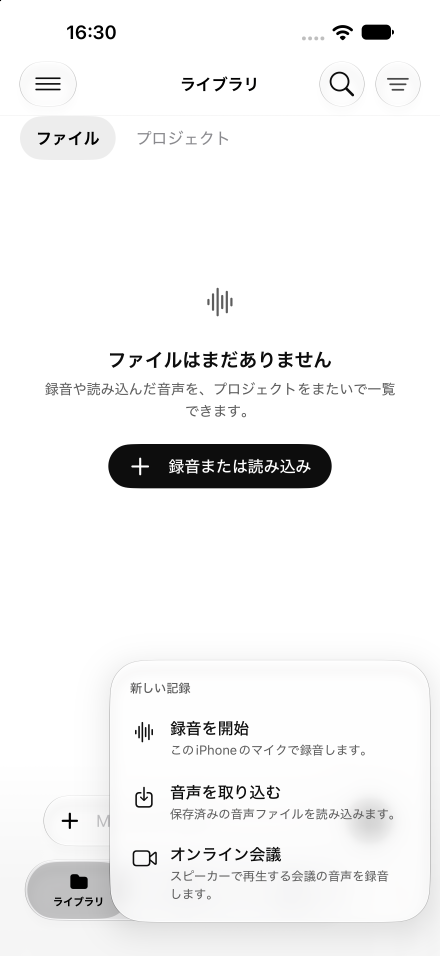 16:30
ライブラリ
ファイル プロジェクト
ファイルはまだありません
録音や読み込んだ音声を、プロジェクトをまたいで一覧
できます。
録音または読み込み
新しい記録
録音を開始
このiPhoneのマイクで録音します。
音声を取り込む
保存済みの音声ファイルを読み込みます。
オンライン会議
スピーカーで再生する会議の音声を録音
します。
M
ライブラリ